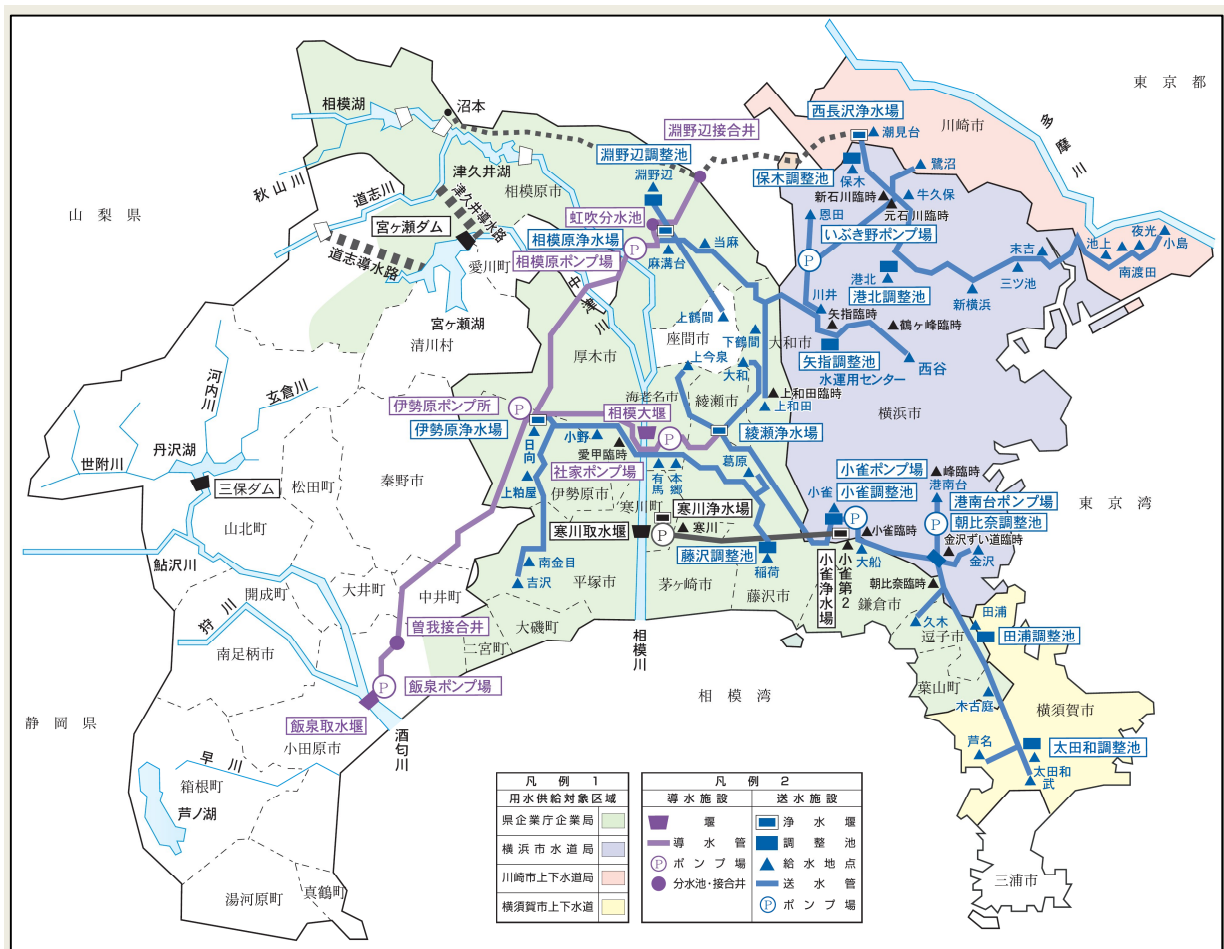 東京都
相模湖
沼本
西長沢浄水場
潮見台
川崎市
多摩川
淵野辺接合井
淵野辺調整池
淵野辺
保木調整池
保木
鷺沼
新石川臨時
牛久保
元石川臨時
秋山川
道志川
津久井湖
相模原市
津久井導水路
山梨県
宮ヶ瀬ダム
虹吹分水池
相模原浄水場
相模原ポンプ場
当麻
麻溝台
恩田
いぶき野ポンプ場
末吉
池上
夜光
小島
南渡田
三ツ池
新横浜
港北
港北調整池
道志導水路
愛川町
中津川
宮ヶ瀬湖
清川村
厚木市
上鶴間
座間市
下鶴間
大和市
川井
矢指臨時
鶴ヶ峰臨時
矢指調整池
水運用センター
西谷
上今泉
大和
河内川
玄倉川
海老名市
綾瀬市
上和田臨時
上和田
横浜市
伊勢原ポンプ所
伊勢原浄水場
相模大堰
綾瀬浄水場
日向
小野
愛甲臨時
社家ポンプ場
丹沢湖
世附川
三保ダム
松田町
秦野市
上粕屋
伊勢原市
有馬
本郷
葛原
小雀ポンプ場
小雀
小雀調整池
峰臨時
港南台
港南台ポンプ場
朝比奈調整池
東京湾
山北町
寒川町
寒川浄水場
寒川取水堰
寒川
小雀臨時
金沢ずい道臨時
金沢
鮎沢川
開成町
大井町
中井町
南金目
吉沢
平塚市
茅ヶ崎市
藤沢調整池
稲荷
藤沢市
小雀浄水場
小雀第2
大船
鎌倉市
朝比奈臨時
狩川
南足柄市
曽我接合井
二宮町
大磯町
相模川
久木
逗子市
田浦
田浦調整池
葉山町
飯泉ポンプ場
飯泉取水堰
相模湾
木古庭
横須賀市
静岡県
小田原市
酒匂川
芦名
太田和調整池
太田和
武
早川
箱根町
芦ノ湖
湯河原町
真鶴町
三浦市
凡例1
用水供給対象区域
県企業庁企業局
横浜市水道局
川崎市上下水道局
横須賀市上下水道
凡例2
導水施設 送水施設
堰 浄水堰
導水管 調整池
P ポンプ場 給水地点
分水池・接合井 送水管
P ポンプ場